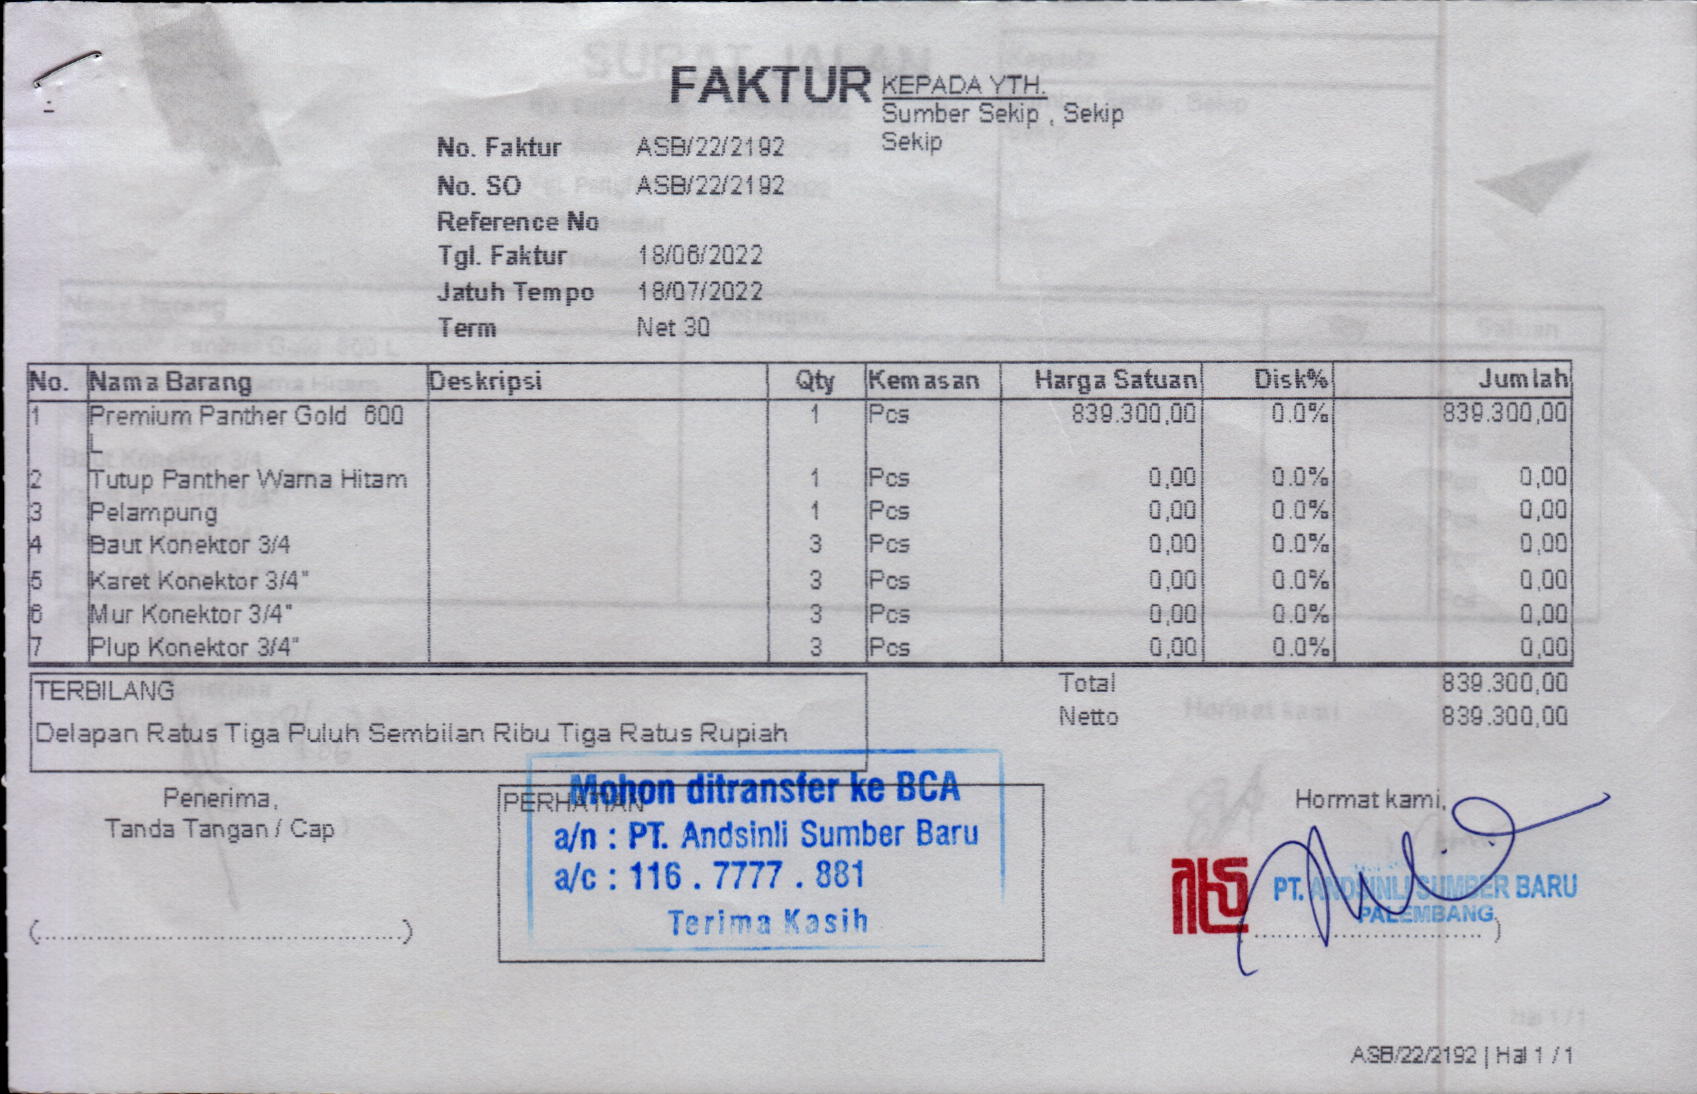 FAKTUR
KEPADA YTH.
Sumber Sekip , Sekip
Sekip
No. Faktur ASB/22/2192
No. SO ASB/22/2192
Reference No
Tgl. Faktur 18/06/2022
Jatuh Tempo 18/07/2022
Term Net 30
No. Nama Barang Deskripsi Qty Kemasan Harga Satuan Disk% Jumlah
1 Premium Panther Gold 600 1 Pcs 839.300,00 0.0% 839.300,00
L
2 Tutup Panther Warna Hitam 1 Pcs 0,00 0.0% 0,00
3 Pelampung 1 Pcs 0,00 0.0% 0,00
4 Baut Konektor 3/4 3 Pcs 0,00 0.0% 0,00
5 Karet Konektor 3/4" 3 Pcs 0,00 0.0% 0,00
6 Mur Konektor 3/4" 3 Pcs 0,00 0.0% 0,00
7 Plup Konektor 3/4" 3 Pcs 0,00 0.0% 0,00
Total 839.300,00
Netto 839.300,00
TERBILANG
Delapan Ratus Tiga Puluh Sembilan Ribu Tiga Ratus Rupiah
Penerima,
Tanda Tangan / Cap
(............................................)
PERHATIAN
Mohon ditransfer ke BCA
a/n : PT. Andsinli Sumber Baru
a/c : 116 . 7777 . 881
Terima Kasih
Hormat kami,
PT. ANDSINLI SUMBER BARU
PALEMBANG
(............................)
ASB/22/2192 | Hal 1 / 1